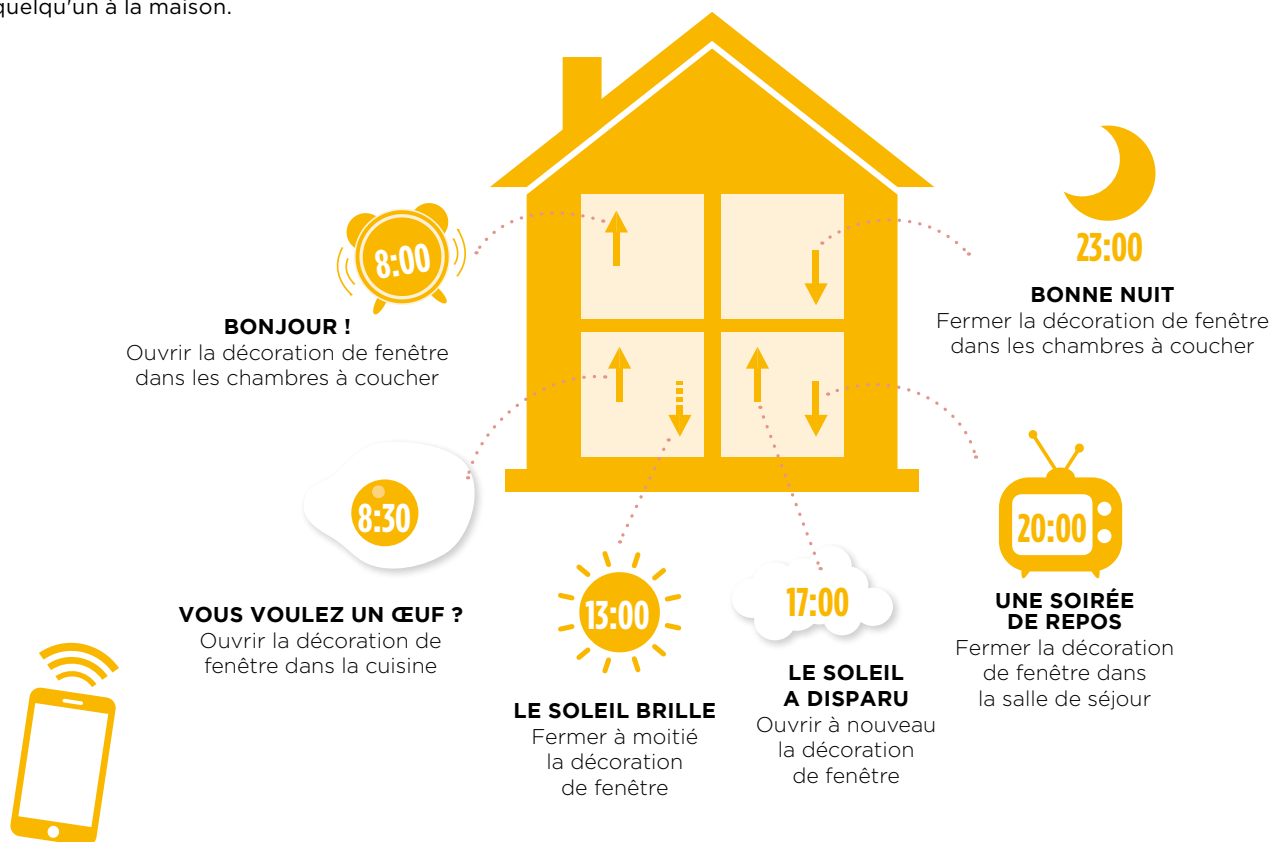 quelqu'un à la maison.
8:00
BONJOUR !
Ouvrir la décoration de fenêtre
dans les chambres à coucher
23:00
BONNE NUIT
Fermer la décoration de fenêtre
dans les chambres à coucher
8:30
VOUS VOULEZ UN ŒUF ?
Ouvrir la décoration de
fenêtre dans la cuisine
13:00
LE SOLEIL BRILLE
Fermer à moitié
la décoration
de fenêtre
17:00
LE SOLEIL
A DISPARU
Ouvrir à nouveau
la décoration
de fenêtre
20:00
UNE SOIRÉE
DE REPOS
Fermer la décoration
de fenêtre dans
la salle de séjour